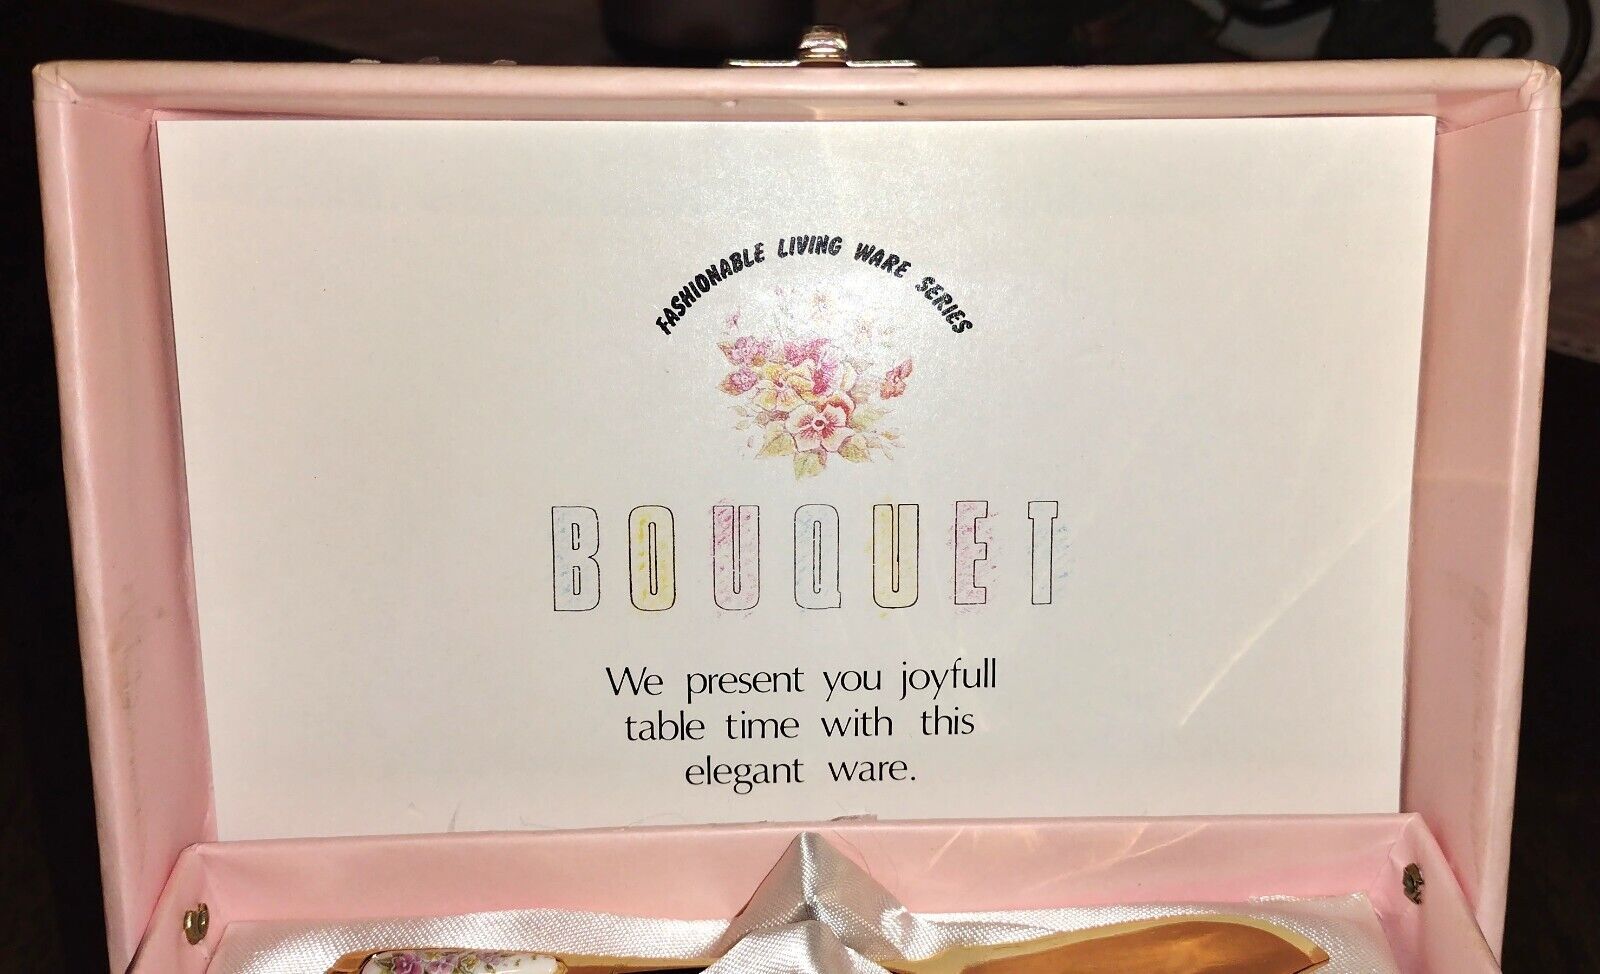 FASHIONABLE LIVING WARE SERIES
BOUQUET
We present you joyfull
table time with this
elegant ware.